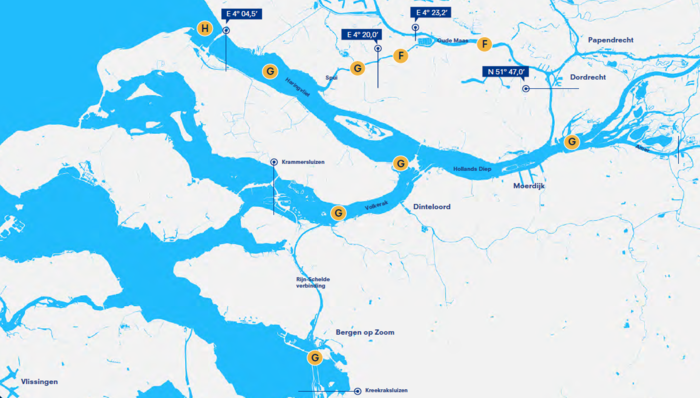 E 4° 04,5'
E 4° 23,2'
H
E 4° 20,0'
Oude Maas
F
Papendrecht
F
G
G
N 51° 47,0'
Dordrecht
Spui
Haringvliet
G
Krammersluizen
G
Hollands Diep
Moerdijk
Volkerak
G
Dinteloord
Rijn-Schelde
verbinding
Bergen op Zoom
G
Vlissingen
Kreekraksluizen